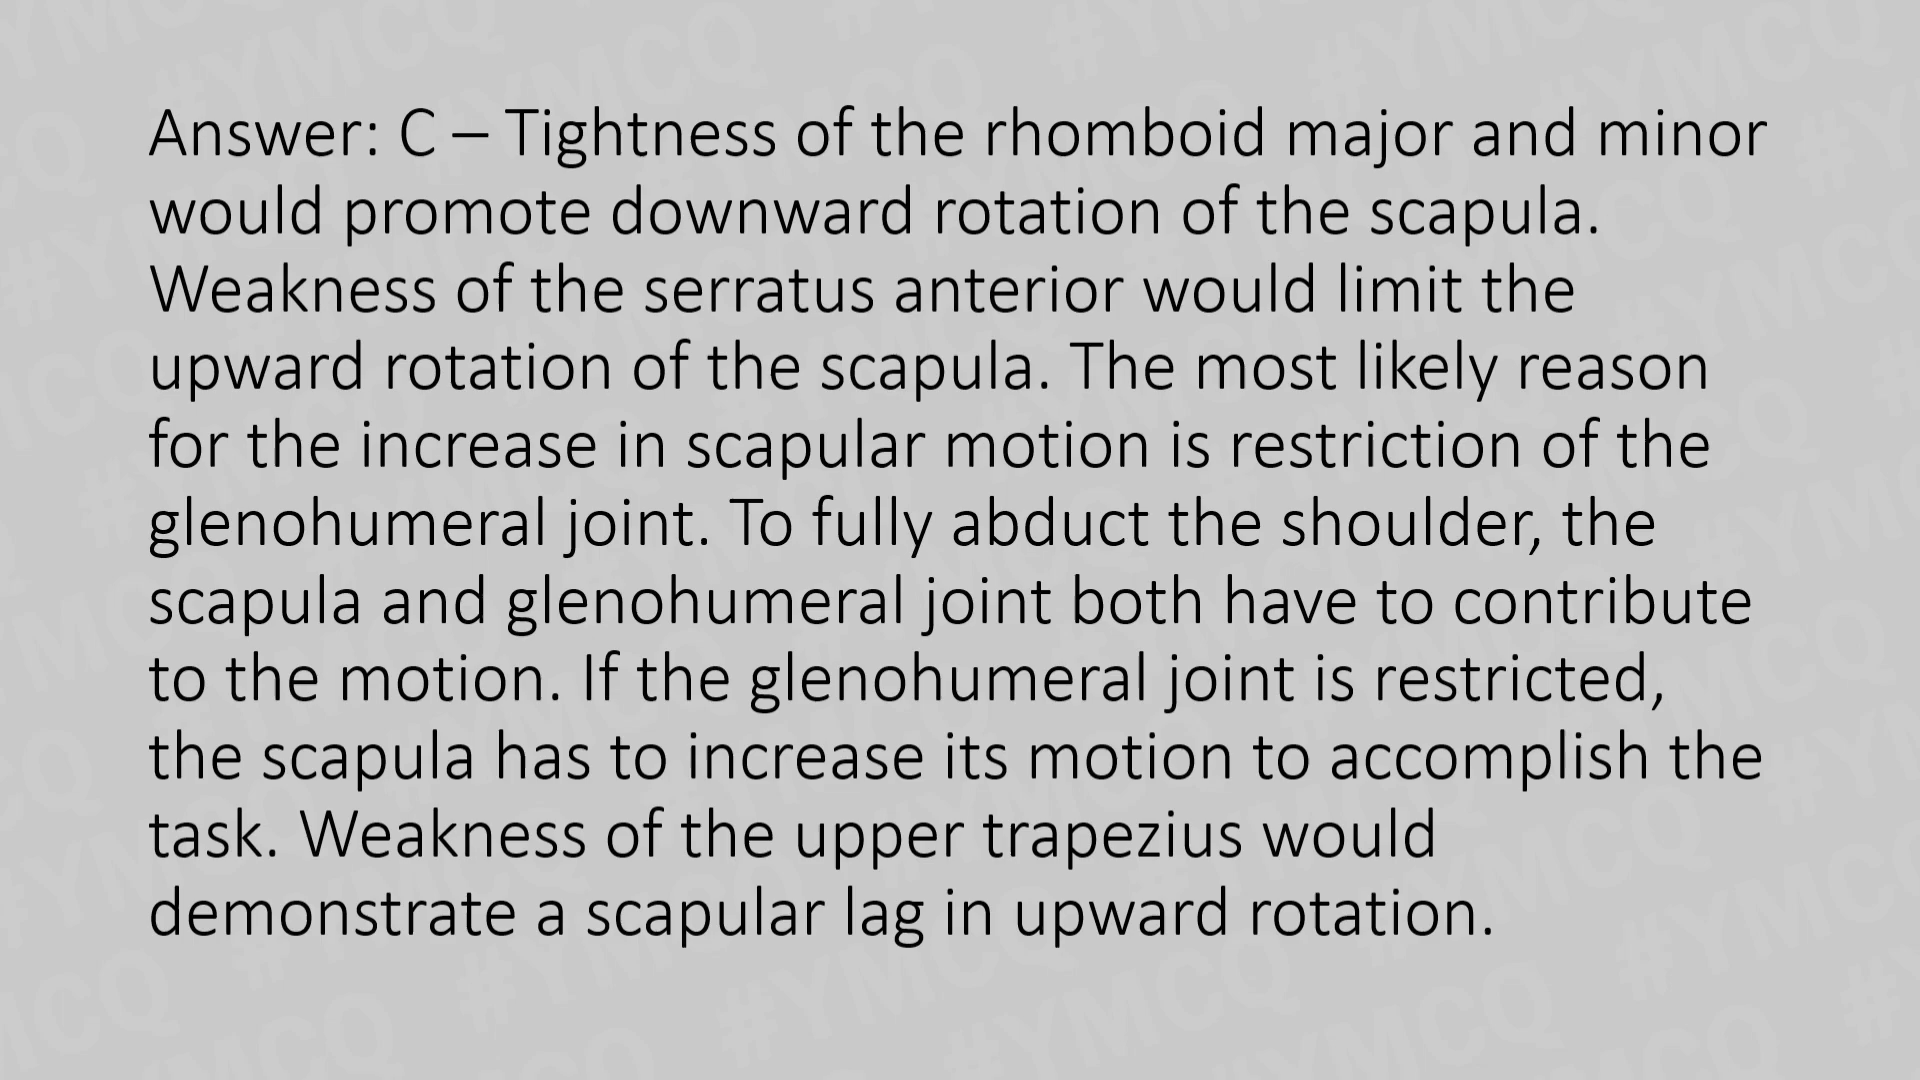 Answer: C – Tightness of the rhomboid major and minor
would promote downward rotation of the scapula.
Weakness of the serratus anterior would limit the
upward rotation of the scapula. The most likely reason
for the increase in scapular motion is restriction of the
glenohumeral joint. To fully abduct the shoulder, the
scapula and glenohumeral joint both have to contribute
to the motion. If the glenohumeral joint is restricted,
the scapula has to increase its motion to accomplish the
task. Weakness of the upper trapezius would
demonstrate a scapular lag in upward rotation.
#YMCQ